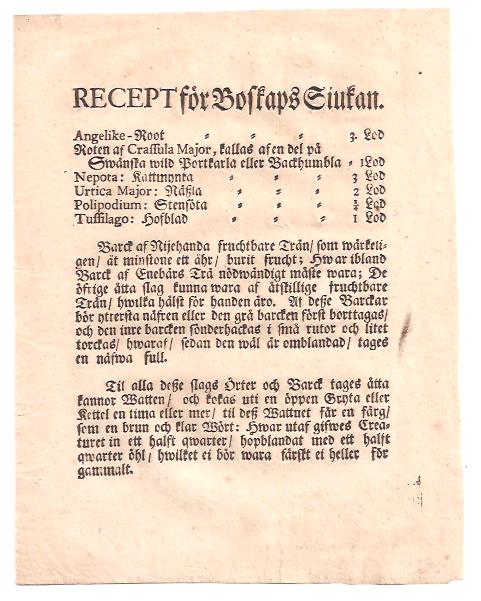 RECEPT för Boskaps Siukan.
Angelike-Root = = = 3. Lod
Roten af Crassula Major, kallas af en del på
Swänska wild Portkarla eller Backhumbla = 1 Lod
Nepota: Kattmynta = = = 3 Lod
Urtica Major: Näßla = = = 2 Lod
Polipodium: Stensöta = = = ½ Lod
Tussilago: Hofblad = = = 1 Lod
Barck af Nijehanda fruchtbare Trän/ som wärkeli-
gen/ åt minstone ett åhr/ burit frucht; Hwar ibland
Barck af Enebärs Trä nödwändigt måste wara; De
öfrige åtta slag kunna wara af åtskillige fruchtbare
Trän/ hwilka hälst för handen äro. Af deße Barckar
bör yttersta näfren eller den grå barcken först borttagas/
och den inre barcken sönderhackas i små rutor och litet
torckas/ hwaraf/ sedan den wäl är omblandad/ tages
en näfwa full.
Til alla deße slags Örter och Barck tages åtta
kannor Watten/ och kokas uti en öppen Gryta eller
Kettel en tima eller mer/ til deß Wattnet får en färg/
som en brun och klar Wört: Hwar utaf gifwes Crea-
turet in ett halft qwarter/ hopblandat med ett halft
qwarter öhl/ hwilket ei bör wara färskt ei heller för
gammalt.